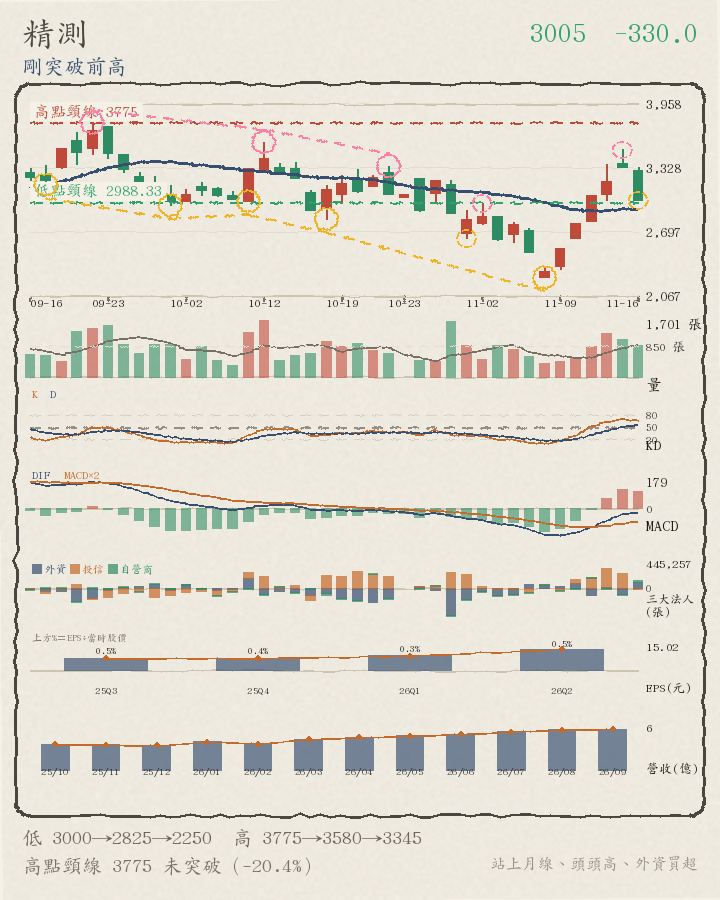 精測
3005 -330.0
剛突破前高
高點頸線 3775
3,958
3,328
低點頸線 2988.33
2,697
2,067
09-16 09-23 10-02 10-12 10-19 10-23 11-02 11-09 11-16
1,701 張
850 張
量
K D
80
50
20
KD
DIF MACD×2
179
0
MACD
外資 投信 自營商
445,257
0
三大法人
(張)
上方%=EPS÷當時股價
0.5% 0.4% 0.3% 0.5%
15.02
25Q3 25Q4 26Q1 26Q2
EPS(元)
6
25/10 25/11 25/12 26/01 26/02 26/03 26/04 26/05 26/06 26/07 26/08 26/09
營收(億)
低 3000→2825→2250 高 3775→3580→3345
高點頸線 3775 未突破 (-20.4%)
站上月線、頭頭高、外資買超